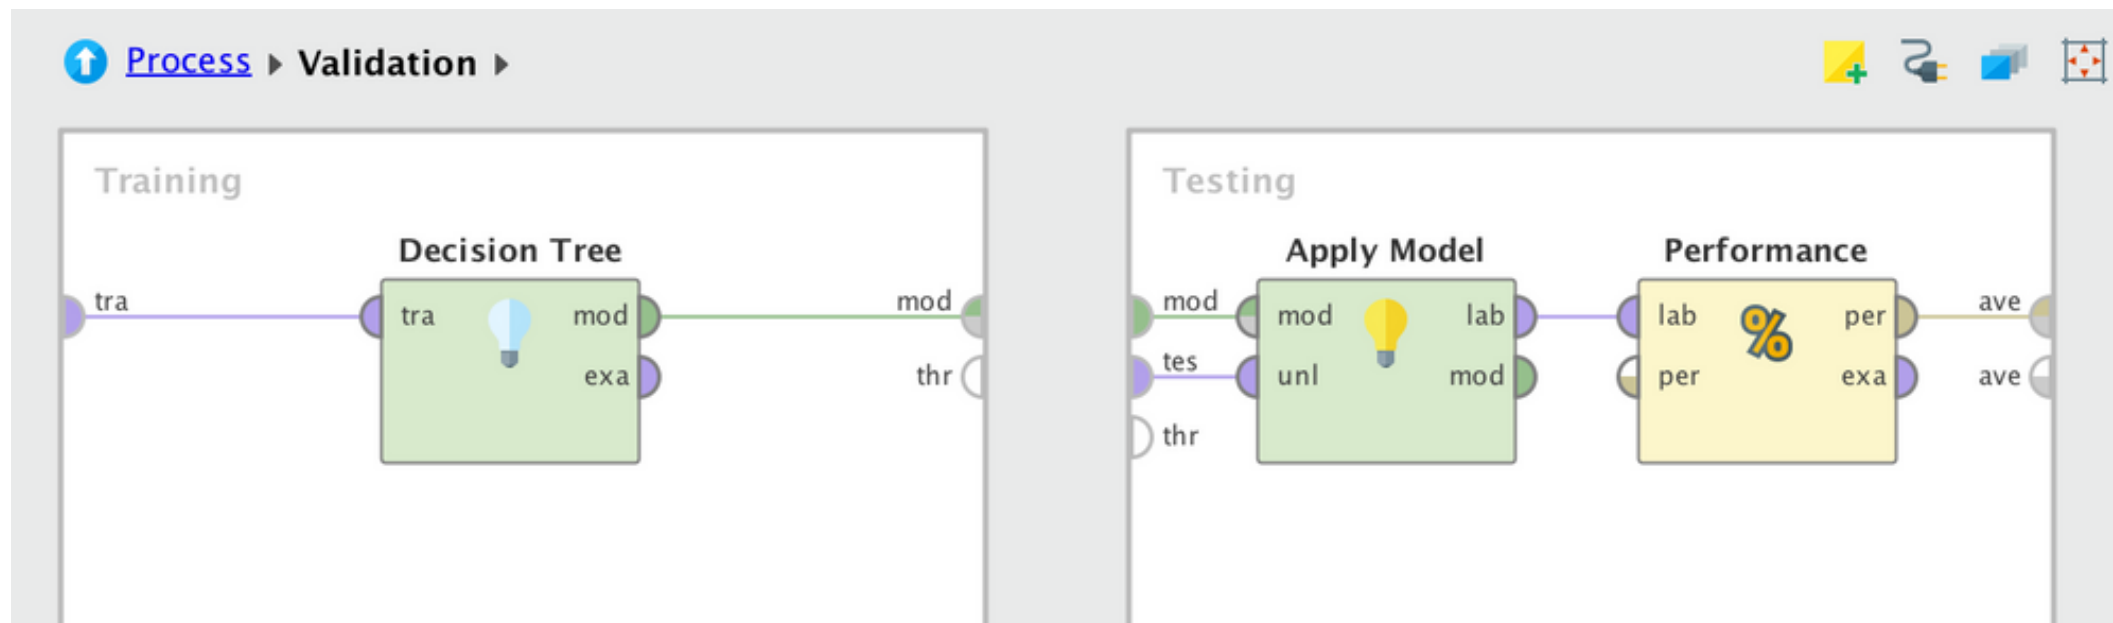 Process Validation
Training
Decision Tree
tra tra mod mod
exa thr
Testing
Apply Model Performance
mod mod lab lab % per ave
tes unl mod per exa ave
thr